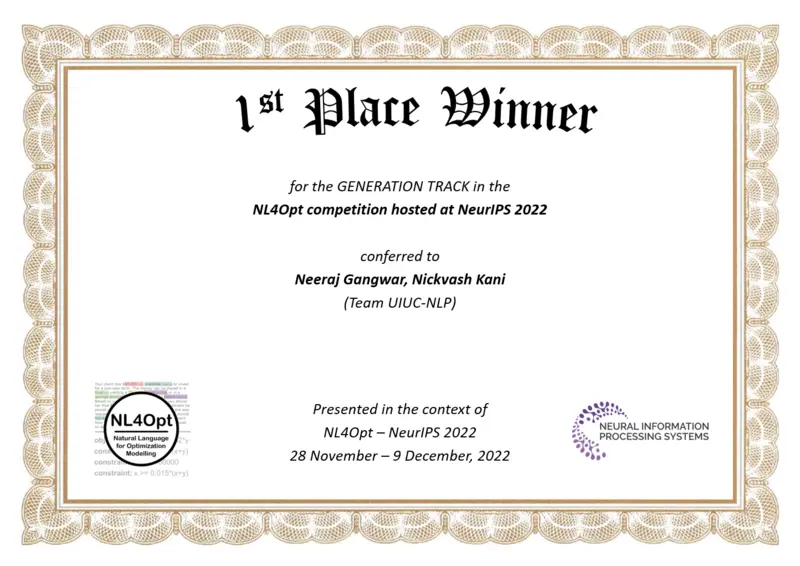 1st Place Winner
for the GENERATION TRACK in the
NL4Opt competition hosted at NeurIPS 2022
conferred to
Neeraj Gangwar, Nickvash Kani
(Team UIUC-NLP)
Presented in the context of
NL4Opt – NeurIPS 2022
28 November – 9 December, 2022
NL4Opt
Natural Language
for Optimization
Modelling
constraint: x >= 0.015*(x+y)
NEURAL INFORMATION
PROCESSING SYSTEMS